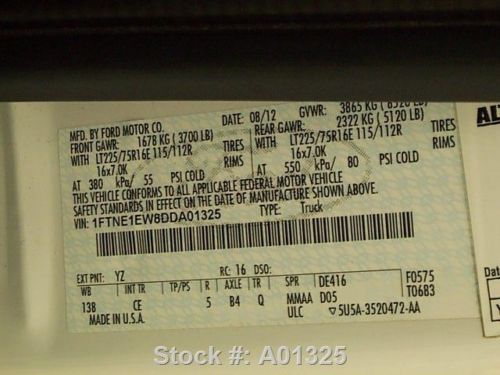 MFD. BY FORD MOTOR CO. DATE: 08/12 GVWR: 3865 KG (8520 LB)
FRONT GAWR: 1678 KG (3700 LB) REAR GAWR: 2322 KG (5120 LB)
WITH LT225/75R16E 115/112R TIRES WITH LT225/75R16E 115/112R TIRES
16x7.0K RIMS 16x7.0K RIMS
AT 380 kPa/ 55 PSI COLD AT 550 kPa/ 80 PSI COLD
THIS VEHICLE CONFORMS TO ALL APPLICABLE FEDERAL MOTOR VEHICLE
SAFETY STANDARDS IN EFFECT ON THE DATE OF MANUFACTURE SHOWN ABOVE.
VIN: 1FTNE1EW8DDA01325 TYPE: Truck
EXT PNT: YZ RC: 16 DSO: F0575
WB INT TR TP/PS R AXLE TR SPR DE416 T0683
138 CE 5 B4 Q MMAA D05
MADE IN U.S.A. ULC ▽5U5A-3520472-AA
Stock #: A01325